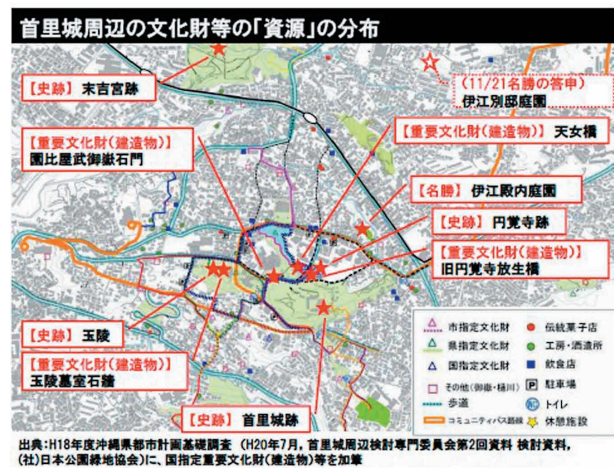 首里城周辺の文化財等の「資源」の分布
【史跡】末吉宮跡
(11/21名勝の答申)
伊江別邸庭園
【重要文化財(建造物)】
園比屋武御嶽石門
【重要文化財(建造物)】天女橋
【名勝】伊江殿内庭園
【史跡】円覚寺跡
【重要文化財(建造物)】
旧円覚寺放生橋
【史跡】玉陵
【重要文化財(建造物)】
玉陵墓室石牆
【史跡】首里城跡
市指定文化財
県指定文化財
国指定文化財
その他(御嶽・樋川)
歩道
コミュニティバス路線
伝統菓子店
工房・酒造所
飲食店
P 駐車場
トイレ
休憩施設
出典:H18年度沖縄県都市計画基礎調査 (H20年7月,首里城周辺検討専門委員会第2回資料 検討資料,
(社)日本公園緑地協会)に、国指定重要文化財(建造物)等を加筆